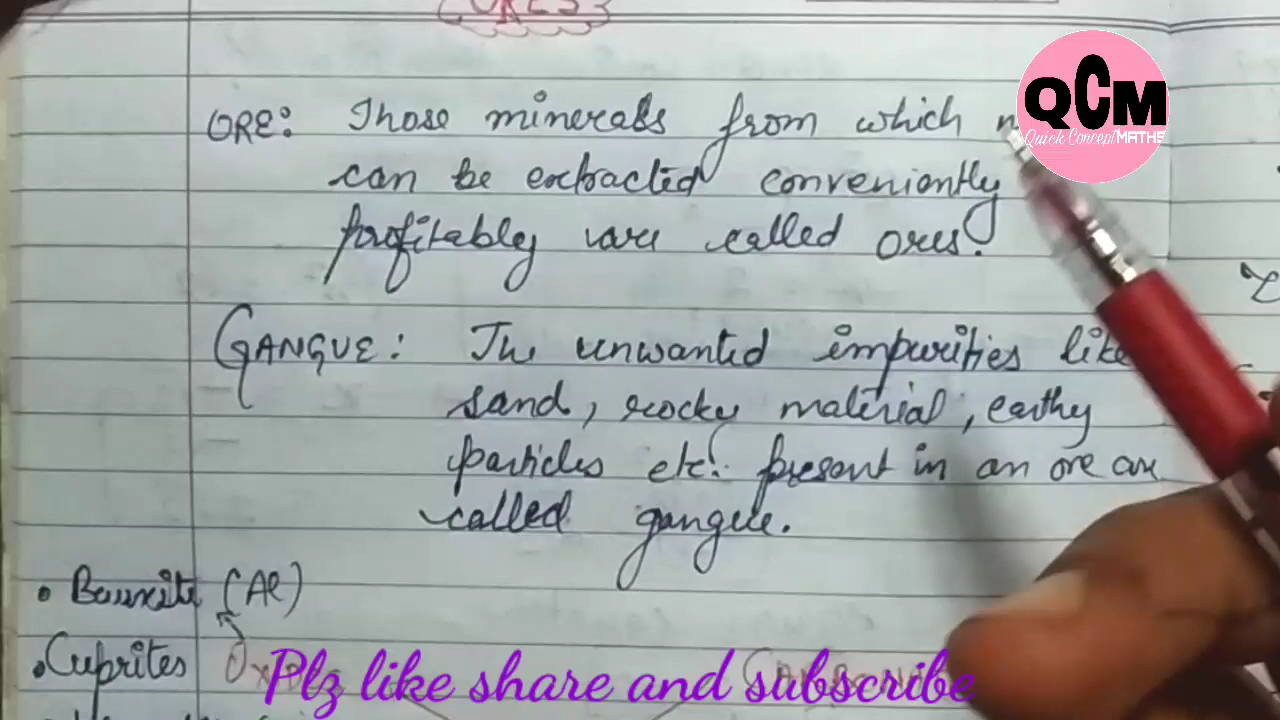 ORES
ORE: Those minerals from which
can be extracted conveniently
profitably are called ores.
GANGUE: The unwanted impurities like
sand, rocky material, earthy
particles etc. present in an ore are
called gangue.
• Bauxite (Al)
• Cuprites
Plz like share and subscribe
QCM
Quick Concept MATHS